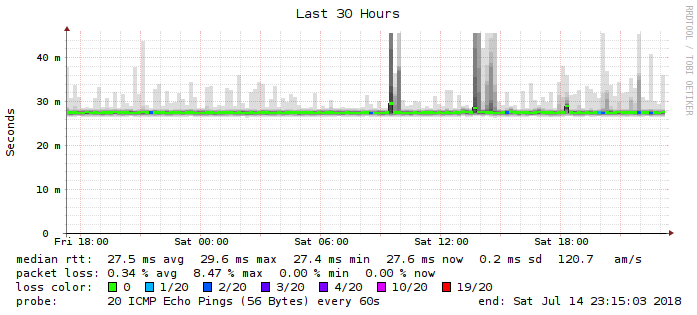 Last 30 Hours
RRDTOOL / TOBI OETIKER
Seconds
40 m
30 m
20 m
10 m
0
Fri 18:00 Sat 00:00 Sat 06:00 Sat 12:00 Sat 18:00
median rtt: 27.5 ms avg 29.6 ms max 27.4 ms min 27.6 ms now 0.2 ms sd 120.7 am/s
packet loss: 0.34 % avg 8.47 % max 0.00 % min 0.00 % now
loss color: 0 1/20 2/20 3/20 4/20 10/20 19/20
probe: 20 ICMP Echo Pings (56 Bytes) every 60s end: Sat Jul 14 23:15:03 2018